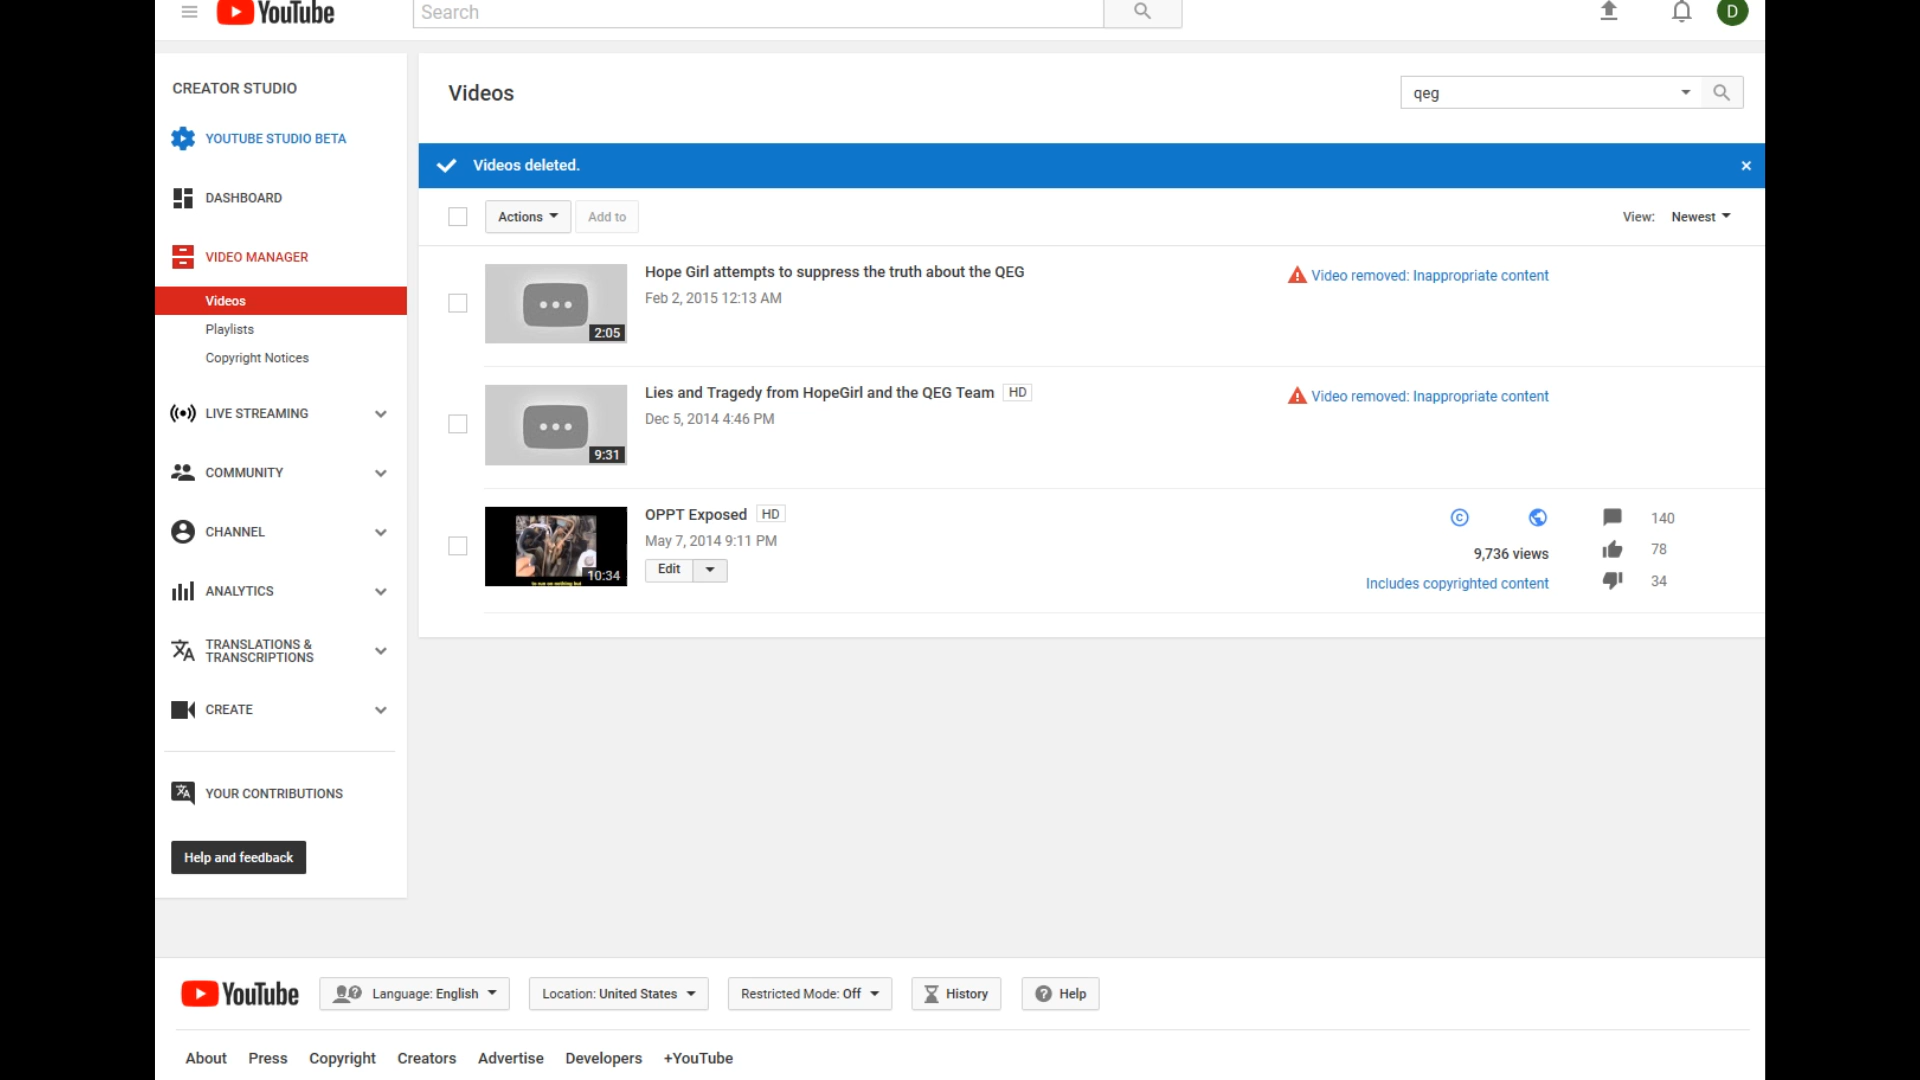 YouTube
Search
D
CREATOR STUDIO
YOUTUBE STUDIO BETA
DASHBOARD
VIDEO MANAGER
Videos
Playlists
Copyright Notices
LIVE STREAMING
COMMUNITY
CHANNEL
ANALYTICS
TRANSLATIONS &
TRANSCRIPTIONS
CREATE
YOUR CONTRIBUTIONS
Help and feedback
Videos
qeg
Videos deleted.
Actions
Add to
View: Newest
Hope Girl attempts to suppress the truth about the QEG
Feb 2, 2015 12:13 AM
2:05
Video removed: Inappropriate content
Lies and Tragedy from HopeGirl and the QEG Team HD
Dec 5, 2014 4:46 PM
9:31
Video removed: Inappropriate content
OPPT Exposed HD
May 7, 2014 9:11 PM
Edit
10:34
to run on nothing but
140
9,736 views
78
Includes copyrighted content
34
YouTube
Language: English
Location: United States
Restricted Mode: Off
History
Help
About Press Copyright Creators Advertise Developers +YouTube